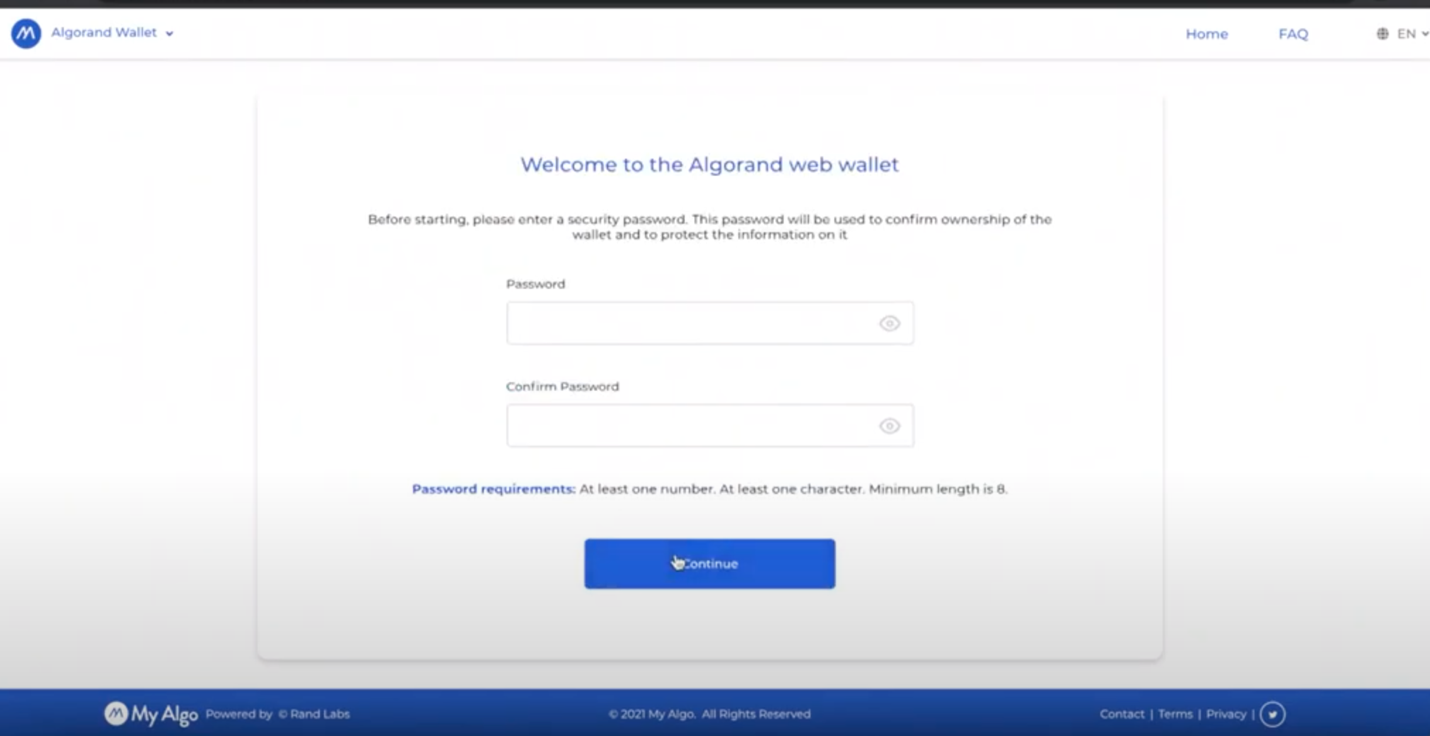 Algorand Wallet
Home
FAQ
EN
Welcome to the Algorand web wallet
Before starting, please enter a security password. This password will be used to confirm ownership of the
wallet and to protect the information on it
Password
Confirm Password
Password requirements: At least one number. At least one character. Minimum length is 8.
Continue
My Algo Powered by © Rand Labs
© 2021 My Algo. All Rights Reserved
Contact | Terms | Privacy |